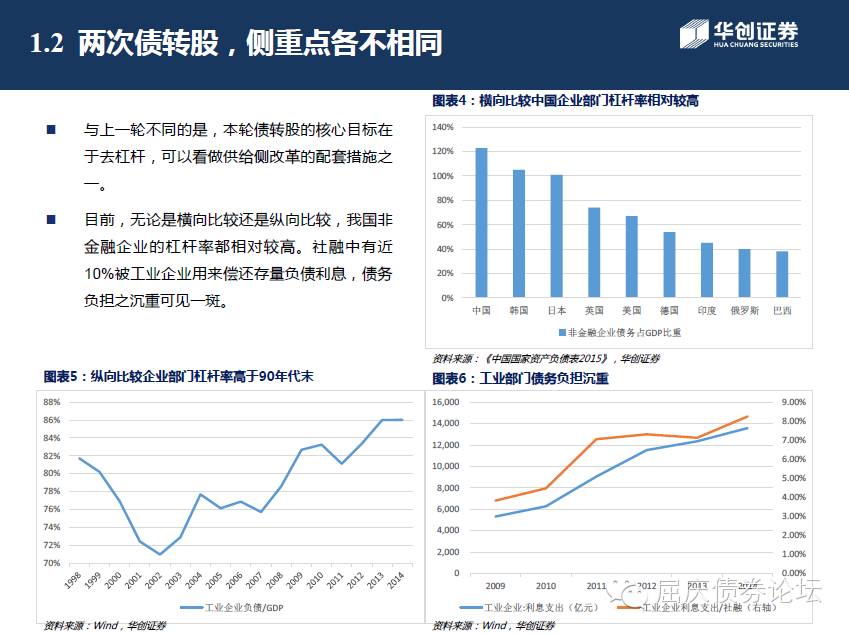 1.2 两次债转股，侧重点各不相同
华创证券
HUA CHUANG SECURITIES
与上一轮不同的是，本轮债转股的核心目标在
于去杠杆，可以看做供给侧改革的配套措施之
一。
目前，无论是横向比较还是纵向比较，我国非
金融企业的杠杆率都相对较高。社融中有近
10%被工业企业用来偿还存量负债利息，债务
负担之沉重可见一斑。
图表4：横向比较中国企业部门杠杆率相对较高
140%
120%
100%
80%
60%
40%
20%
0%
中国 韩国 日本 英国 美国 德国 印度 俄罗斯 巴西
非金融企业债务占GDP比重
资料来源：《中国国家资产负债表2015》，华创证券
图表5：纵向比较企业部门杠杆率高于90年代末
88%
86%
84%
82%
80%
78%
76%
74%
72%
70%
1998 1999 2000 2001 2002 2003 2004 2005 2006 2007 2008 2009 2010 2011 2012 2013 2014
工业企业负债/GDP
资料来源：Wind，华创证券
图表6：工业部门债务负担沉重
16,000 9.00%
14,000 8.00%
12,000 7.00%
10,000 6.00%
8,000 5.00%
6,000 4.00%
4,000 3.00%
2,000 2.00%
0 1.00%
0.00%
2009 2010 2011 2012 2013 2014
工业企业:利息支出（亿元） 工业企业利息支出/社融（右轴）
屈庆债券论坛
资料来源：Wind，华创证券